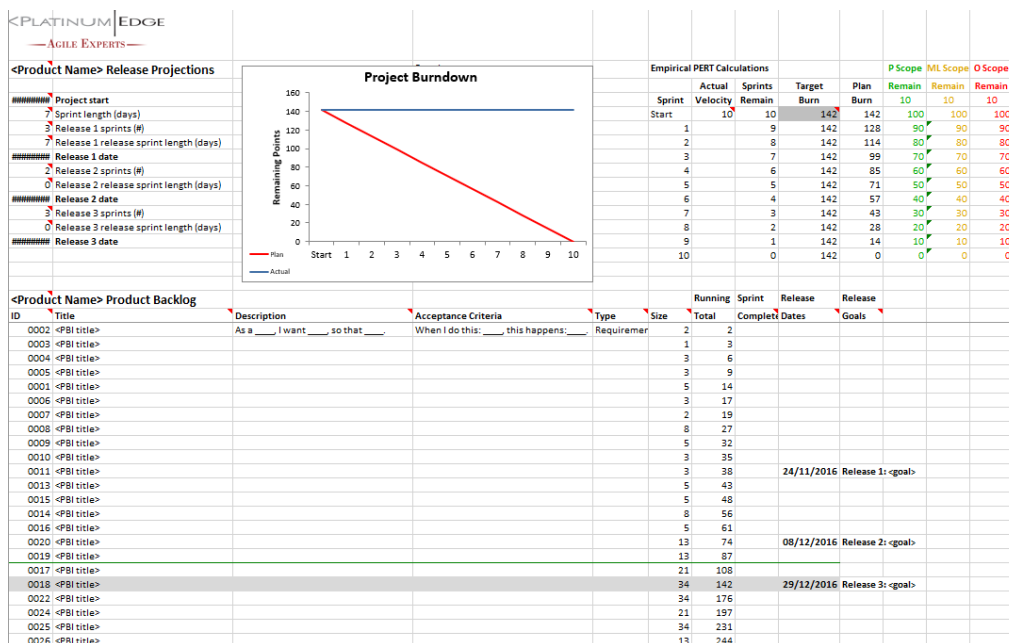 <PLATINUM EDGE
AGILE EXPERTS
<Product Name> Release Projections
######## Project start
7 Sprint length (days)
3 Release 1 sprints (#)
7 Release 1 release sprint length (days)
######## Release 1 date
2 Release 2 sprints (#)
0 Release 2 release sprint length (days)
######## Release 2 date
3 Release 3 sprints (#)
0 Release 3 release sprint length (days)
######## Release 3 date
Project Burndown
Remaining Points
160
140
120
100
80
60
40
20
0
Start 1 2 3 4 5 6 7 8 9 10
Plan
Actual
Empirical PERT Calculations P Scope ML Scope O Scope
Actual Sprints Target Plan Remain Remain Remain
Sprint Velocity Remain Burn Burn 10 10 10
Start 10 10 142 142 100 100 100
1 9 142 128 90 90 90
2 8 142 114 80 80 80
3 7 142 99 70 70 70
4 6 142 85 60 60 60
5 5 142 71 50 50 50
6 4 142 57 40 40 40
7 3 142 43 30 30 30
8 2 142 28 20 20 20
9 1 142 14 10 10 10
10 0 142 0 0 0 0
<Product Name> Product Backlog Running Sprint Release Release
ID Title Description Acceptance Criteria Type Size Total Complete Dates Goals
0002 <PBI title> As a ____, I want ____, so that ____. When I do this: ____, this happens:____. Requiremer 2 2
0003 <PBI title> 1 3
0004 <PBI title> 3 6
0005 <PBI title> 3 9
0001 <PBI title> 5 14
0006 <PBI title> 3 17
0007 <PBI title> 2 19
0008 <PBI title> 8 27
0009 <PBI title> 5 32
0010 <PBI title> 3 35
0011 <PBI title> 3 38 24/11/2016 Release 1: <goal>
0013 <PBI title> 5 43
0015 <PBI title> 5 48
0014 <PBI title> 8 56
0016 <PBI title> 5 61
0020 <PBI title> 13 74 08/12/2016 Release 2: <goal>
0019 <PBI title> 13 87
0017 <PBI title> 21 108
0018 <PBI title> 34 142 29/12/2016 Release 3: <goal>
0022 <PBI title> 34 176
0024 <PBI title> 21 197
0025 <PBI title> 34 231
0026 <PBI title> 13 244